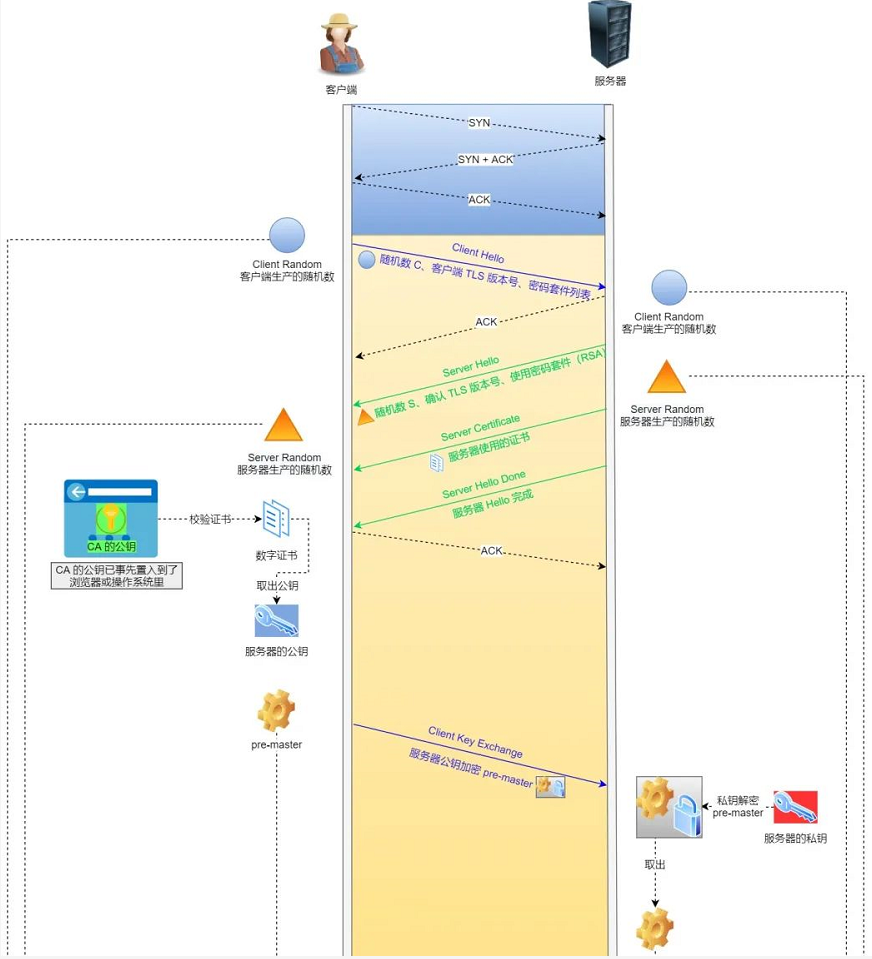 客户端
服务器
SYN
SYN + ACK
ACK
Client Random
客户端生产的随机数
Client Hello
随机数 C、客户端 TLS 版本号、密码套件列表
Client Random
客户端生产的随机数
ACK
Server Hello
随机数 S、确认 TLS 版本号、使用密码套件（RSA）
Server Random
服务器生产的随机数
Server Random
服务器生产的随机数
Server Certificate
服务器使用的证书
Server Hello Done
服务器 Hello 完成
CA 的公钥
校验证书
数字证书
CA 的公钥已事先置入到了
浏览器或操作系统里
ACK
取出公钥
服务器的公钥
pre-master
Client Key Exchange
服务器公钥加密 pre-master
私钥解密
pre-master
服务器的私钥
取出